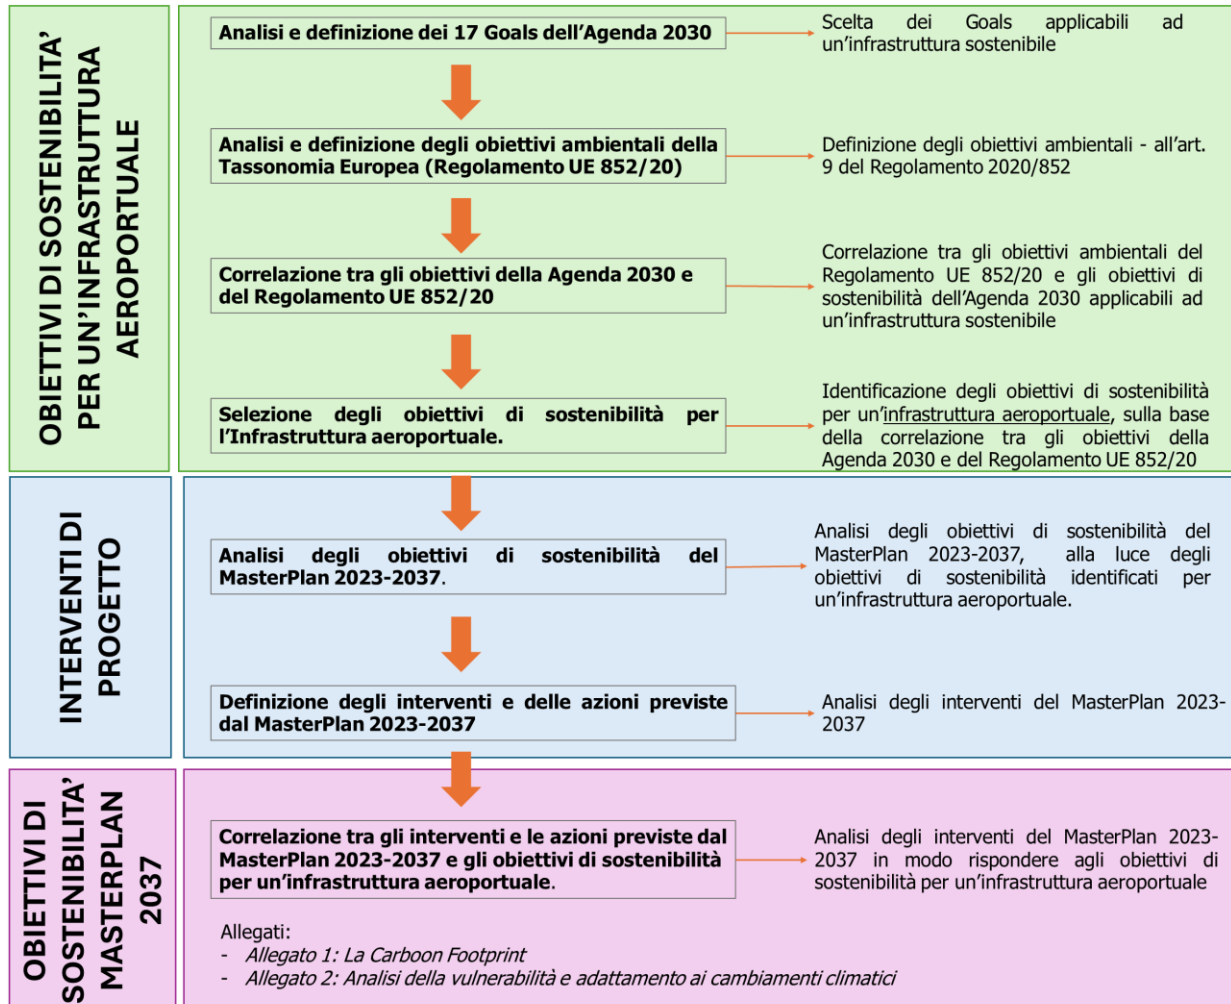 OBIETTIVI DI SOSTENIBILITA'
PER UN'INFRASTRUTTURA
AEROPORTUALE
Analisi e definizione dei 17 Goals dell'Agenda 2030
Scelta dei Goals applicabili ad
un'infrastruttura sostenibile
Analisi e definizione degli obiettivi ambientali della
Tassonomia Europea (Regolamento UE 852/20)
Definizione degli obiettivi ambientali - all'art.
9 del Regolamento 2020/852
Correlazione tra gli obiettivi della Agenda 2030 e
del Regolamento UE 852/20
Correlazione tra gli obiettivi ambientali del
Regolamento UE 852/20 e gli obiettivi di
sostenibilità dell'Agenda 2030 applicabili ad
un'infrastruttura sostenibile
Selezione degli obiettivi di sostenibilità per
l'Infrastruttura aeroportuale.
Identificazione degli obiettivi di sostenibilità
per un'infrastruttura aeroportuale, sulla base
della correlazione tra gli obiettivi della
Agenda 2030 e del Regolamento UE 852/20
INTERVENTI DI
PROGETTO
Analisi degli obiettivi di sostenibilità del
MasterPlan 2023-2037.
Analisi degli obiettivi di sostenibilità del
MasterPlan 2023-2037, alla luce degli
obiettivi di sostenibilità identificati per
un'infrastruttura aeroportuale.
Definizione degli interventi e delle azioni previste
dal MasterPlan 2023-2037
Analisi degli interventi del MasterPlan 2023-
2037
OBIETTIVI DI
SOSTENIBILITA'
MASTERPLAN
2037
Correlazione tra gli interventi e le azioni previste dal
MasterPlan 2023-2037 e gli obiettivi di sostenibilità
per un'infrastruttura aeroportuale.
Analisi degli interventi del MasterPlan 2023-
2037 in modo rispondere agli obiettivi di
sostenibilità per un'infrastruttura aeroportuale
Allegati:
- Allegato 1: La Carboon Footprint
- Allegato 2: Analisi della vulnerabilità e adattamento ai cambiamenti climatici